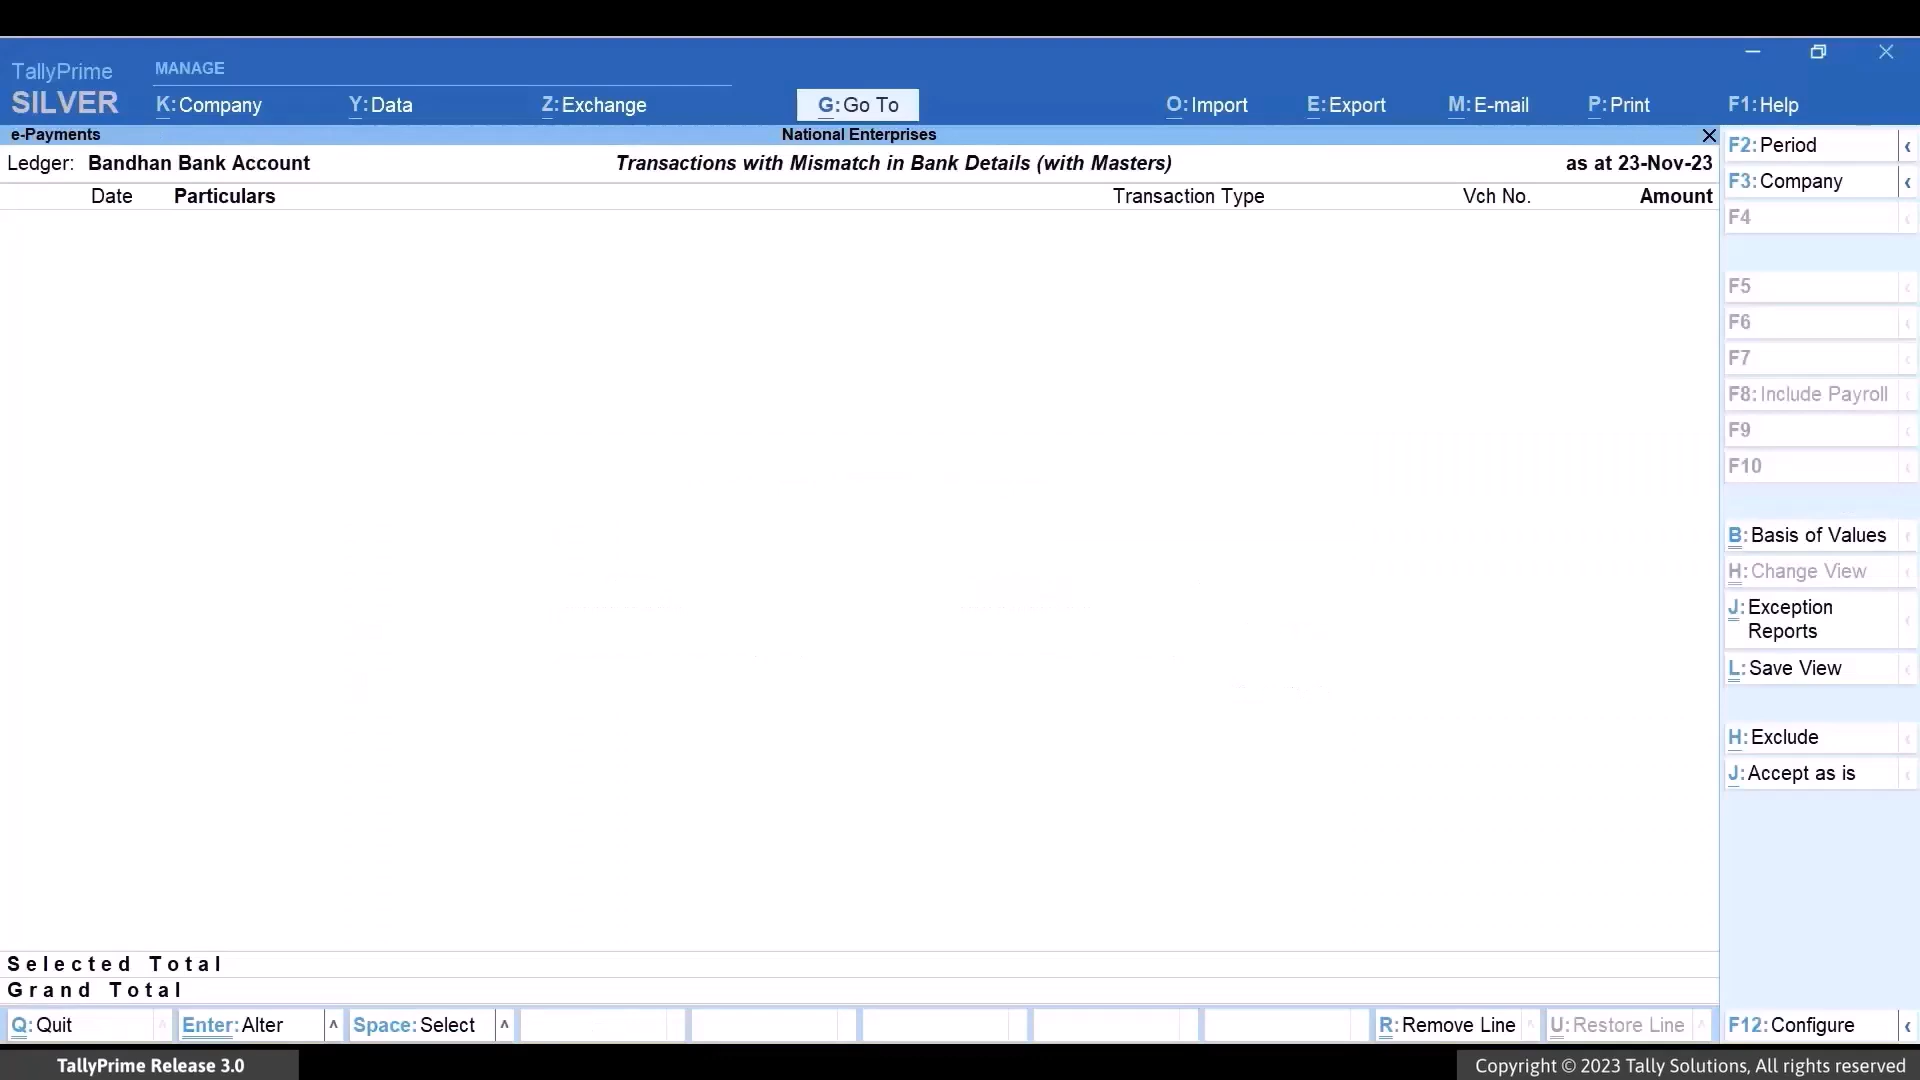 TallyPrime
SILVER
MANAGE
K: Company
Y: Data
Z: Exchange
G: Go To
O: Import
E: Export
M: E-mail
P: Print
F1: Help
e-Payments
National Enterprises
Ledger: Bandhan Bank Account
Transactions with Mismatch in Bank Details (with Masters)
as at 23-Nov-23
Date Particulars Transaction Type Vch No. Amount
F2: Period
F3: Company
F4
F5
F6
F7
F8: Include Payroll
F9
F10
B: Basis of Values
H: Change View
J: Exception
Reports
L: Save View
H: Exclude
J: Accept as is
Selected Total
Grand Total
Q: Quit
Enter: Alter
Space: Select
R: Remove Line
U: Restore Line
F12: Configure
TallyPrime Release 3.0
Copyright © 2023 Tally Solutions, All rights reserved